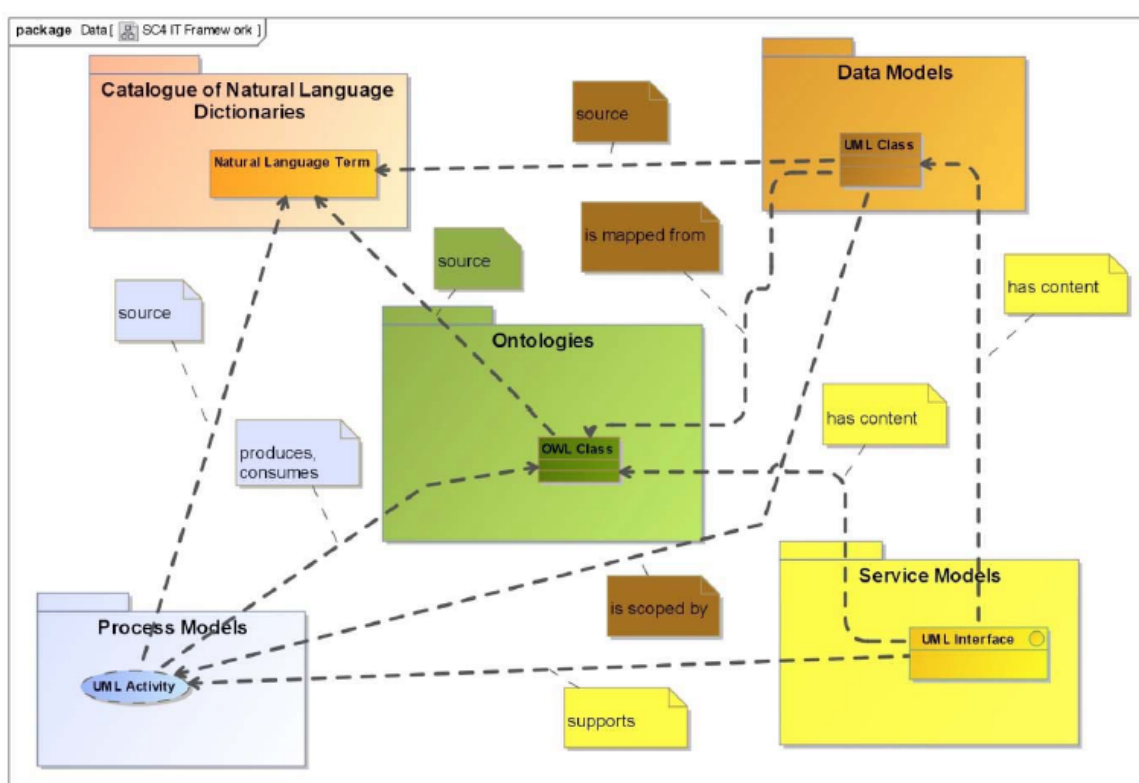 package Data [ SC4 IT Framework ]
Catalogue of Natural Language
Dictionaries
Natural Language Term
source
Data Models
UML Class
is mapped from
source
has content
source
Ontologies
OWL Class
has content
produces,
consumes
Process Models
UML Activity
is scoped by
Service Models
UML Interface
supports